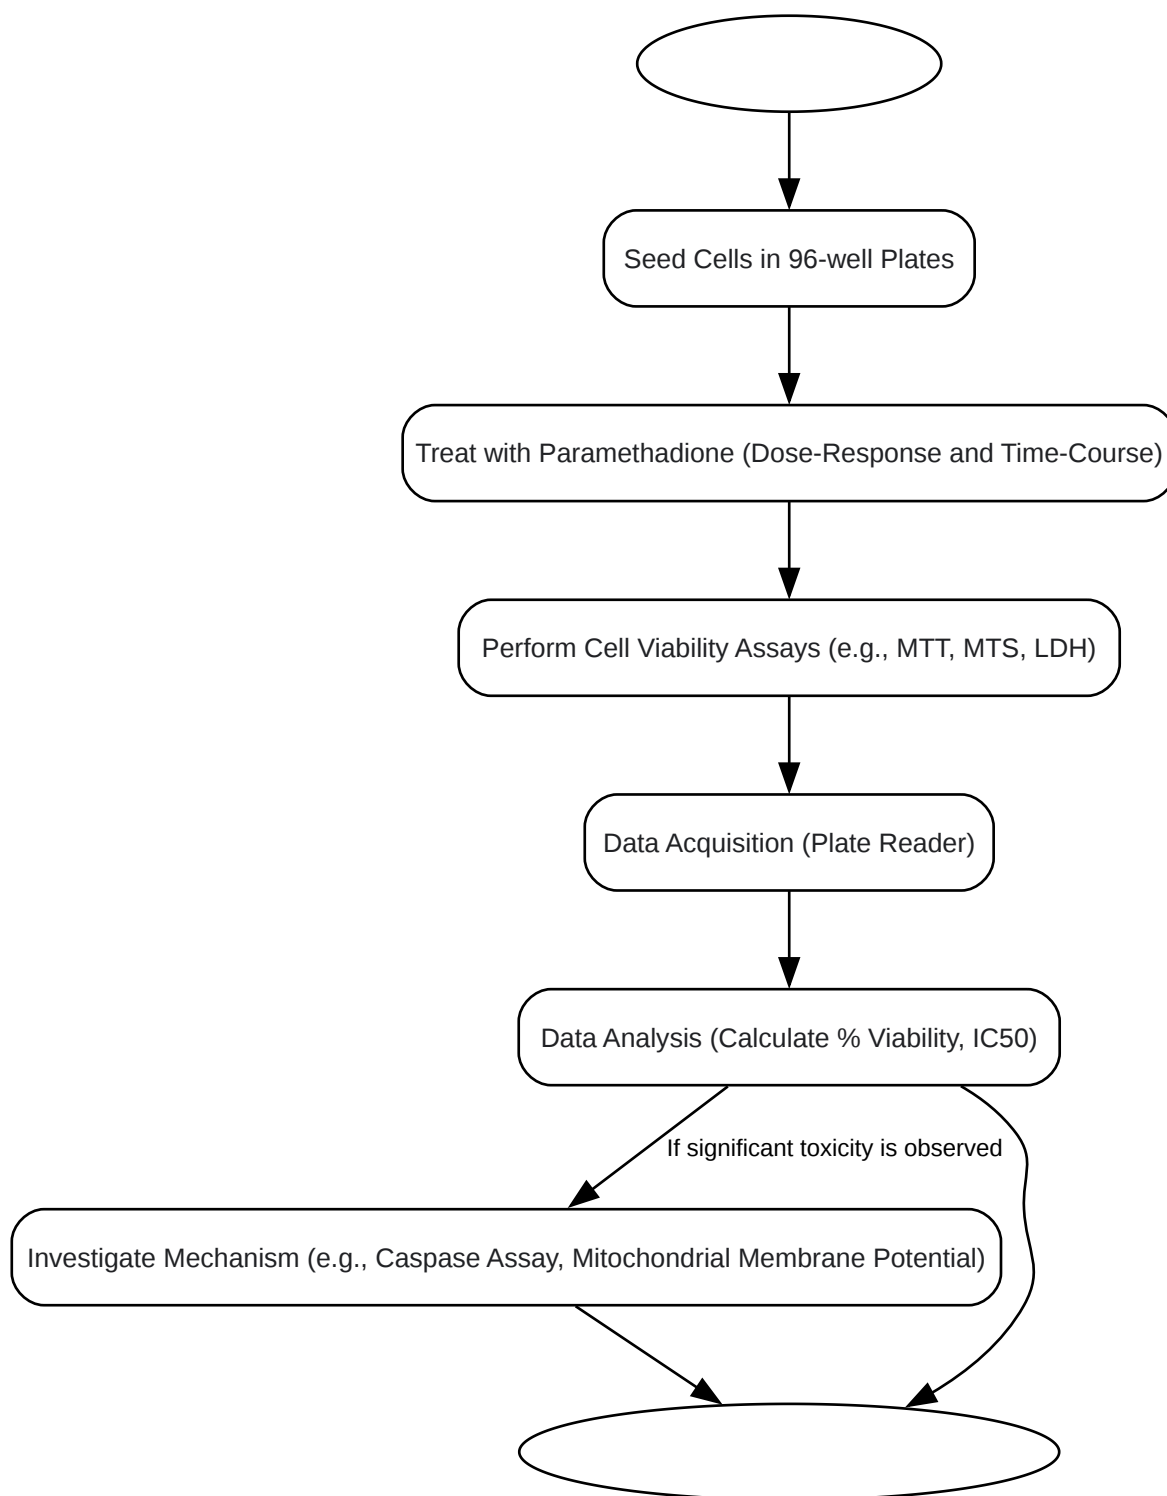 Seed Cells in 96-well Plates
Treat with Paramethadione (Dose-Response and Time-Course)
Perform Cell Viability Assays (e.g., MTT, MTS, LDH)
Data Acquisition (Plate Reader)
Data Analysis (Calculate % Viability, IC50)
If significant toxicity is observed
Investigate Mechanism (e.g., Caspase Assay, Mitochondrial Membrane Potential)